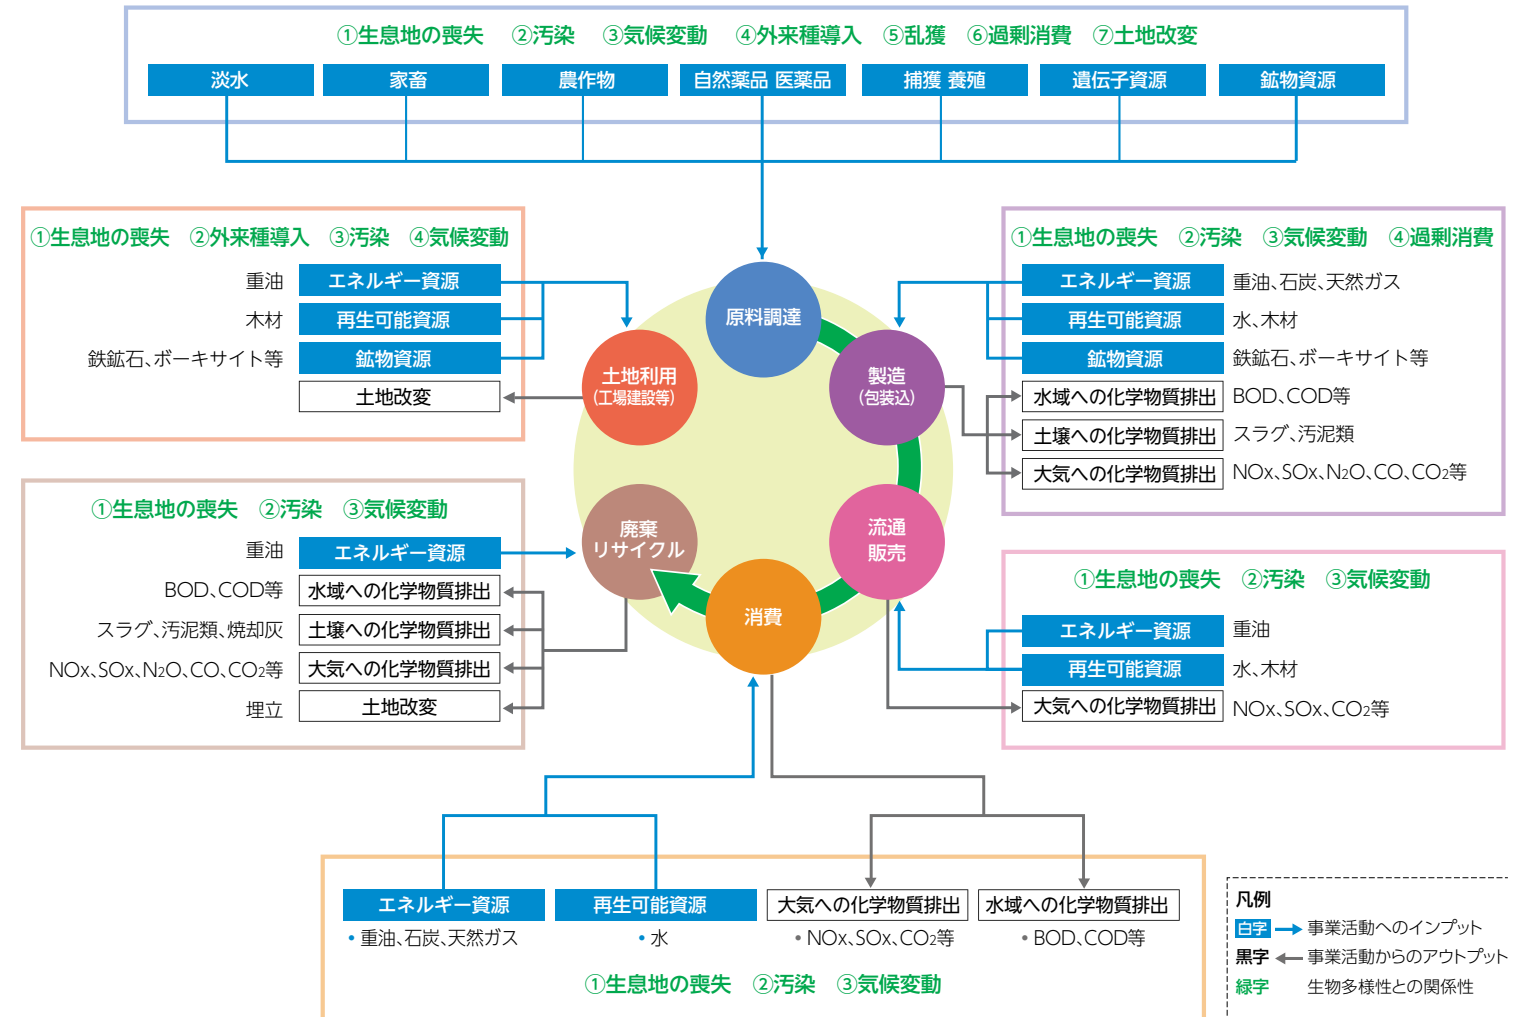 ①生息地の喪失 ②汚染 ③気候変動 ④外来種導入 ⑤乱獲 ⑥過剰消費 ⑦土地改変
淡水 家畜 農作物 自然薬品 医薬品 捕獲 養殖 遺伝子資源 鉱物資源
①生息地の喪失 ②外来種導入 ③汚染 ④気候変動
重油 エネルギー資源
木材 再生可能資源
鉄鉱石、ボーキサイト等 鉱物資源
土地改変
①生息地の喪失 ②汚染 ③気候変動 ④過剰消費
エネルギー資源 重油、石炭、天然ガス
再生可能資源 水、木材
鉱物資源 鉄鉱石、ボーキサイト等
水域への化学物質排出 BOD、COD等
土壌への化学物質排出 スラグ、汚泥類
大気への化学物質排出 NOx、SOx、N2O、CO、CO2等
原料調達
土地利用
(工場建設等)
製造
(包装込)
廃棄
リサイクル
流通
販売
消費
①生息地の喪失 ②汚染 ③気候変動
重油 エネルギー資源
BOD、COD等 水域への化学物質排出
スラグ、汚泥類、焼却灰 土壌への化学物質排出
NOx、SOx、N2O、CO、CO2等 大気への化学物質排出
埋立 土地改変
①生息地の喪失 ②汚染 ③気候変動
エネルギー資源 重油
再生可能資源 水、木材
大気への化学物質排出 NOx、SOx、CO2等
エネルギー資源 再生可能資源 大気への化学物質排出 水域への化学物質排出
・重油、石炭、天然ガス ・水 ・NOx、SOx、CO2等 ・BOD、COD等
①生息地の喪失 ②汚染 ③気候変動
凡例
白字 事業活動へのインプット
黒字 事業活動からのアウトプット
緑字 生物多様性との関係性